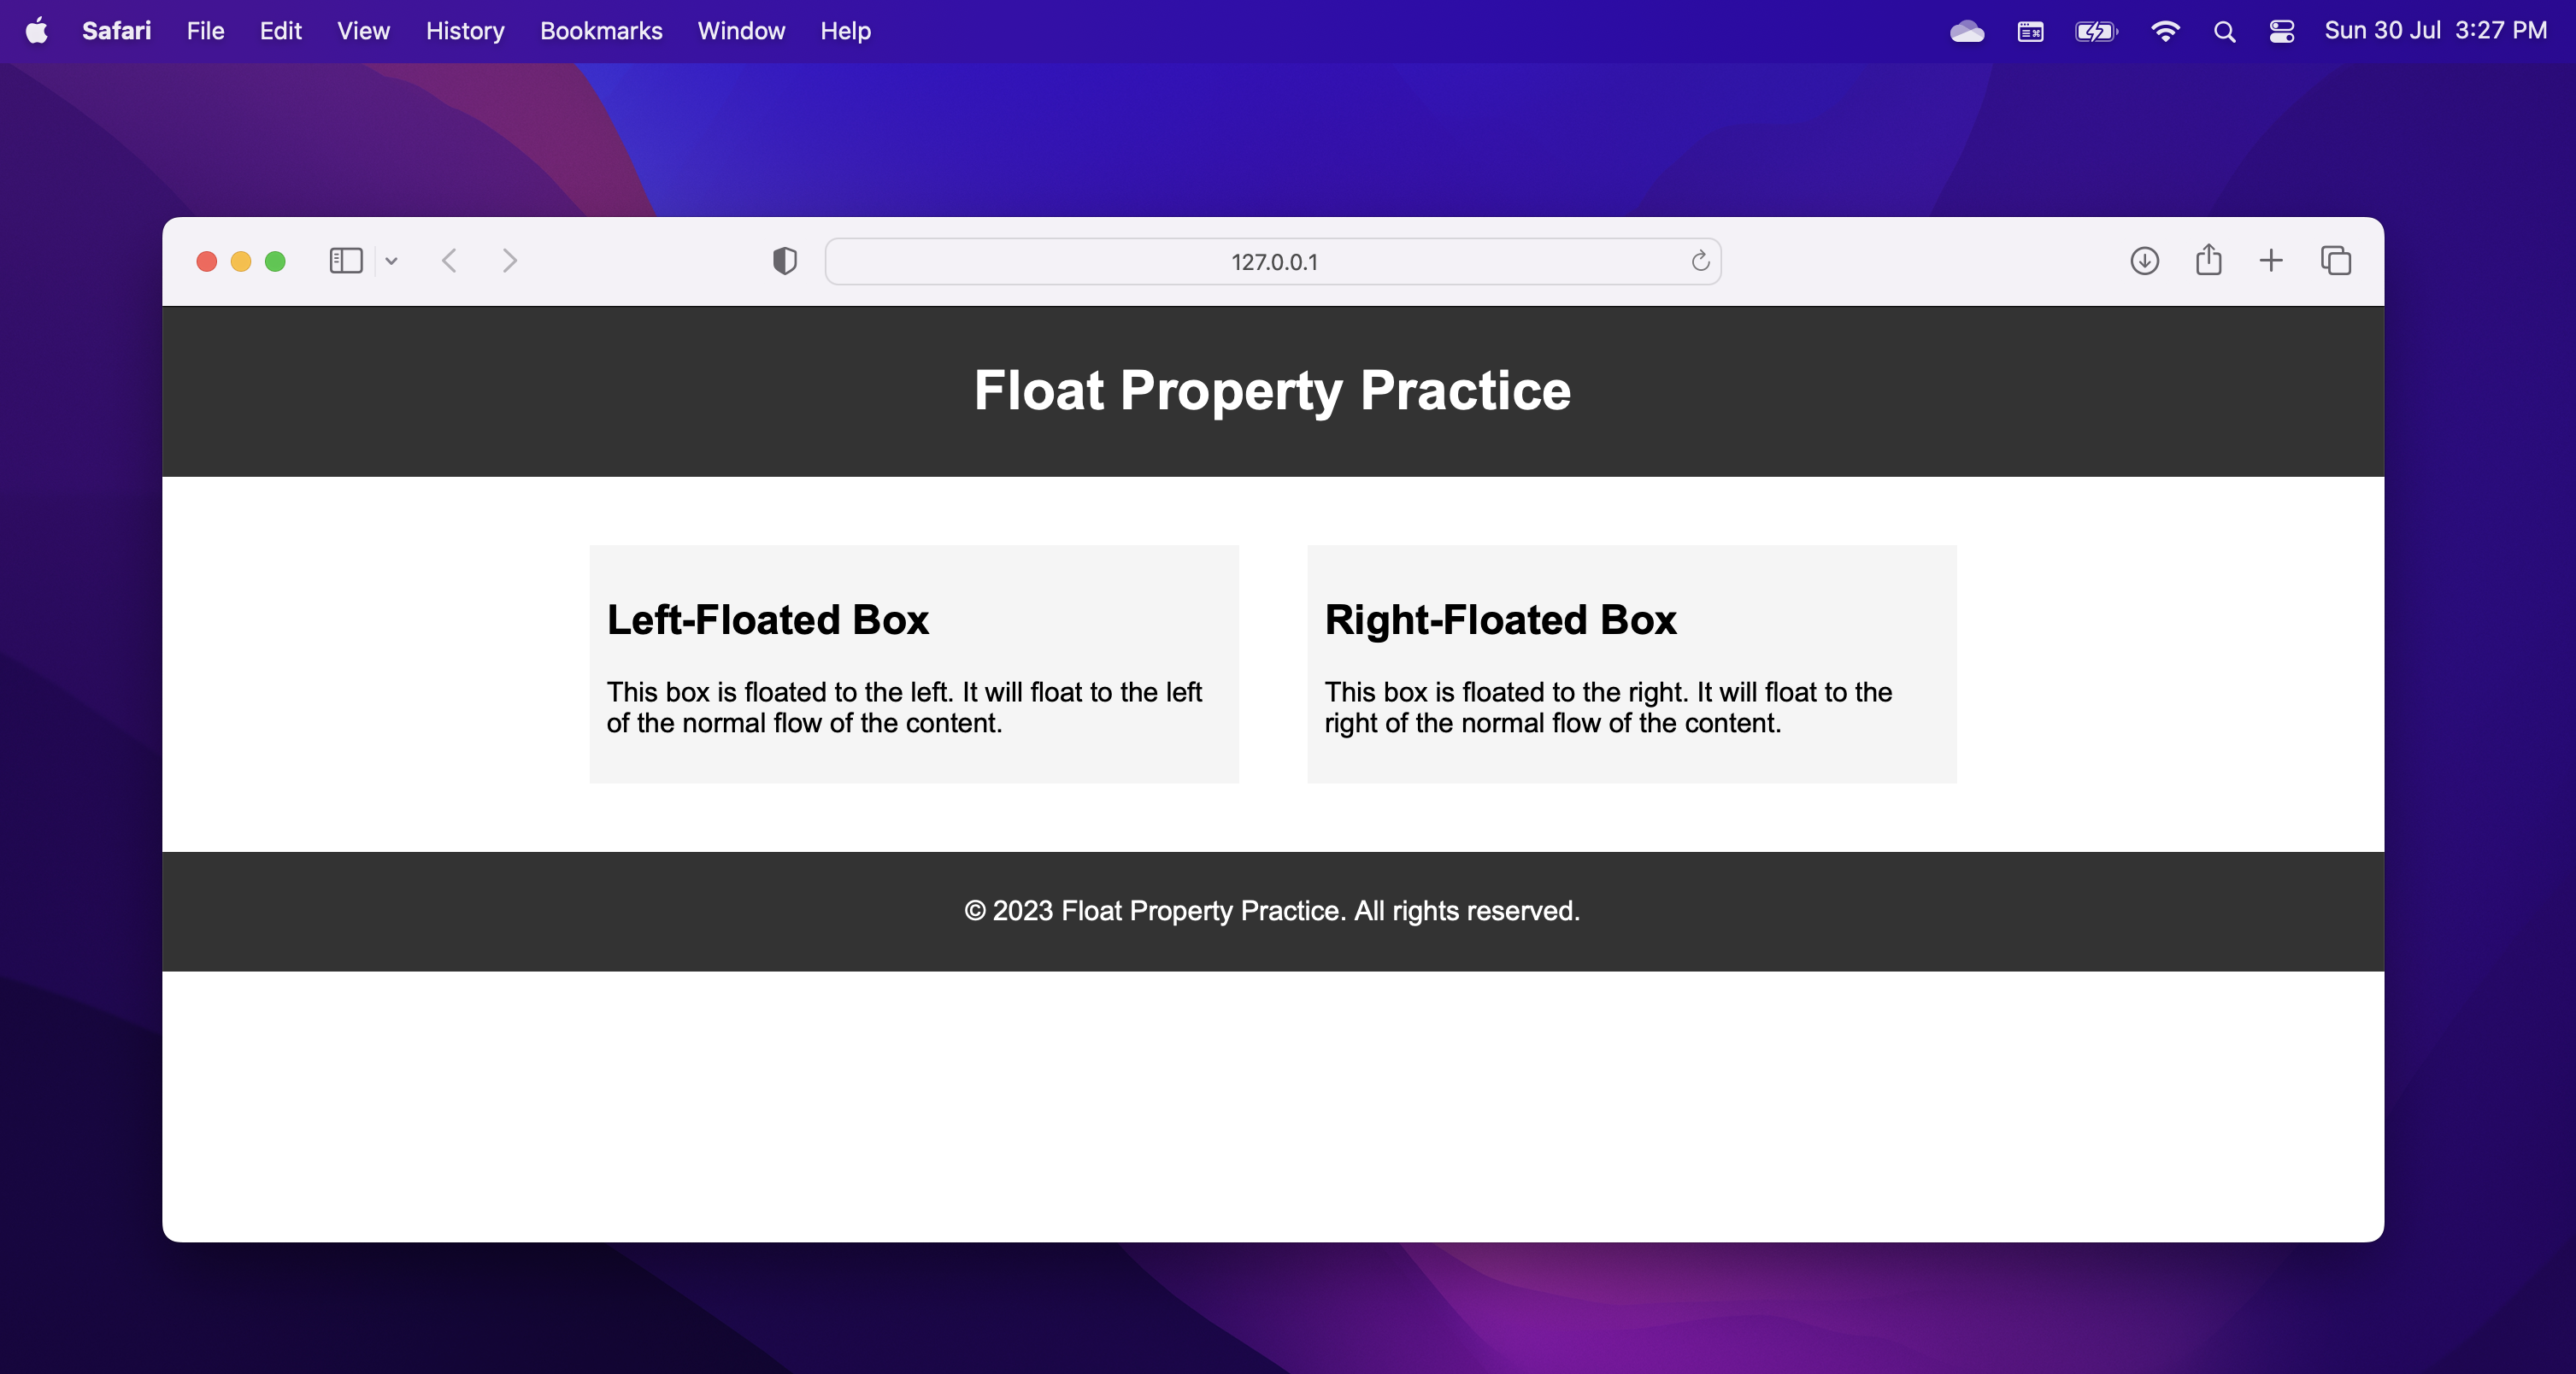 Safari File Edit View History Bookmarks Window Help Sun 30 Jul 3:27 PM
127.0.0.1
Float Property Practice
Left-Floated Box
This box is floated to the left. It will float to the left
of the normal flow of the content.
Right-Floated Box
This box is floated to the right. It will float to the
right of the normal flow of the content.
© 2023 Float Property Practice. All rights reserved.